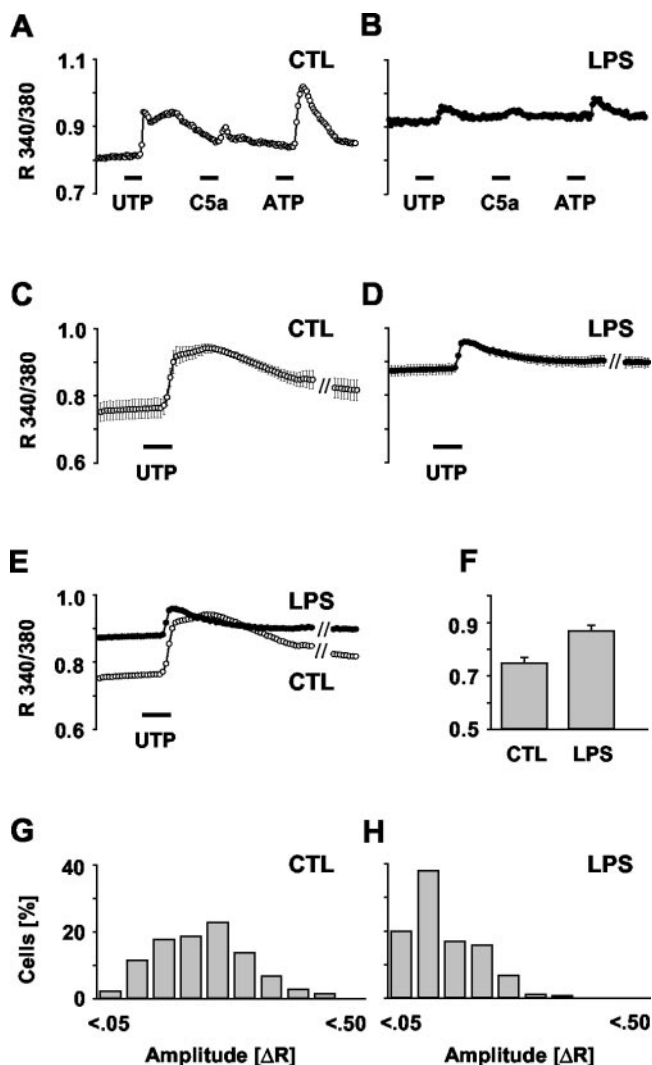 A CTL
B LPS
R 340/380
1.1
0.9
0.7
UTP C5a ATP
UTP C5a ATP
C CTL
D LPS
R 340/380
1.0
0.8
0.6
//
//
UTP
UTP
E
F
R 340/380
1.0
0.8
0.6
LPS
//
//
CTL
UTP
0.9
0.7
0.5
CTL LPS
G CTL
H LPS
Cells [%]
40
20
0
<.05 <.50
<.05 <.50
Amplitude [ΔR]
Amplitude [ΔR]